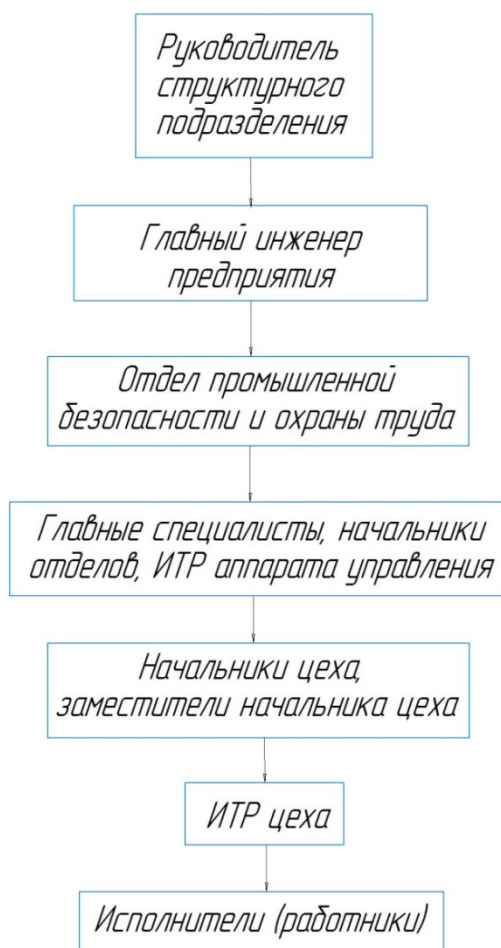 Руководитель
структурного
подразделения
Главный инженер
предприятия
Отдел промышленной
безопасности и охраны труда
Главные специалисты, начальники
отделов, ИТР аппарата управления
Начальники цеха,
заместители начальника цеха
ИТР цеха
Исполнители (работники)